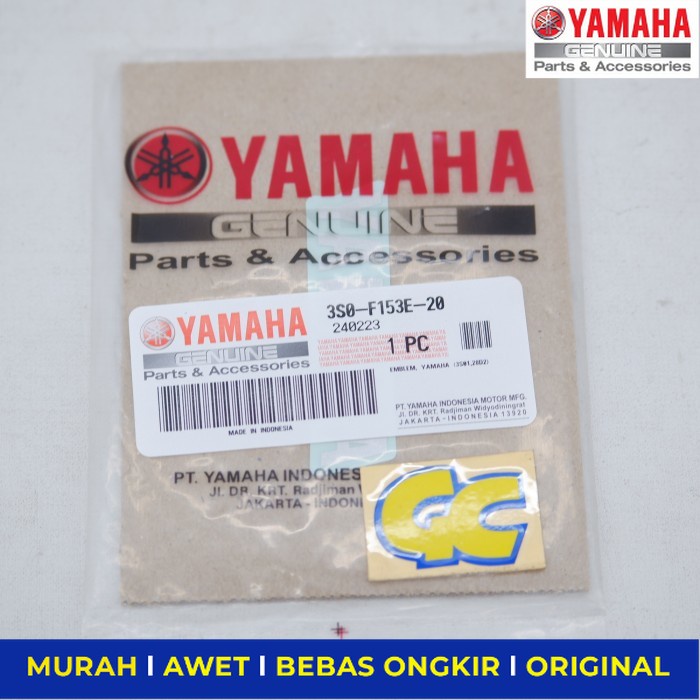 YAMAHA
GENUINE
Parts & Accessories
YAMAHA
GENUINE
Parts & Accessories
YAMAHA
GENUINE
Parts & Accessories
3S0-F153E-20
240223
1 PC
EMBLEM, YAMAHA (3S01,28D2)
MADE IN INDONESIA
PT. YAMAHA INDONESIA MOTOR MFG.
JL. DR. KRT. Radjiman Widyodiningrat
JAKARTA - INDONESIA 13920
PT. YAMAHA INDONES
Jl. DR. KRT. Radjiman
JAKARTA - INDON
GC
MURAH | AWET | BEBAS ONGKIR | ORIGINAL